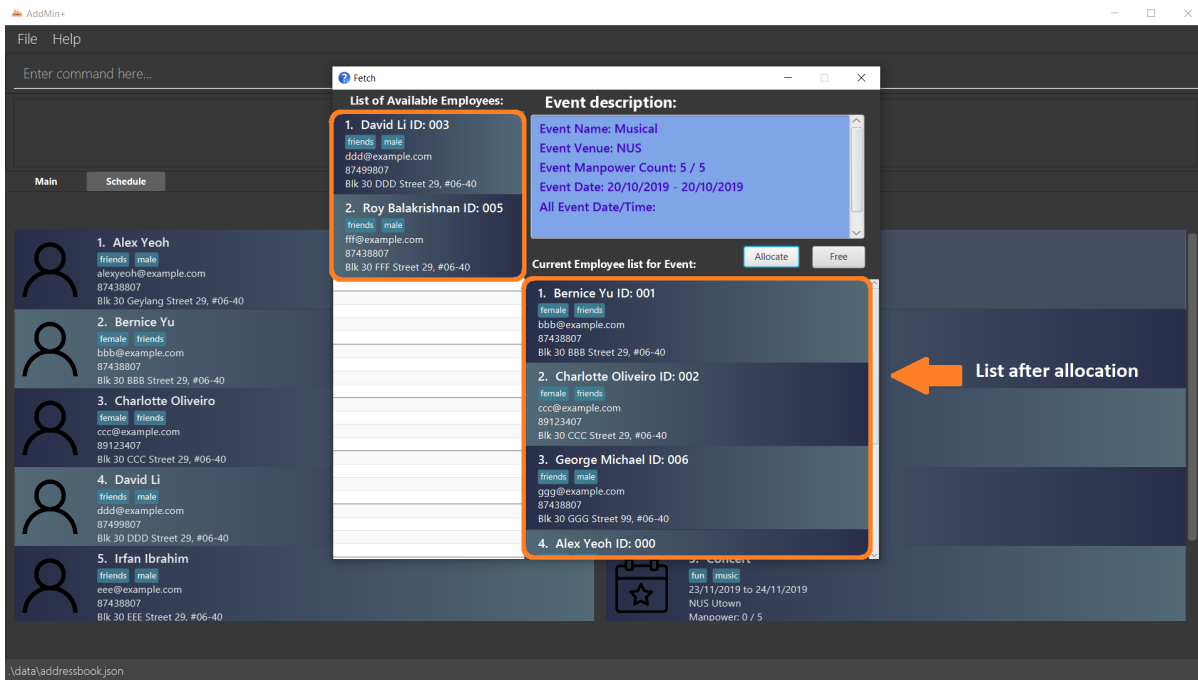 AddMin+
File Help
Enter command here...
Main
Schedule
1. Alex Yeoh
friends male
alexyeoh@example.com
87438807
Blk 30 Geylang Street 29, #06-40
2. Bernice Yu
female friends
bbb@example.com
87438807
Blk 30 BBB Street 29, #06-40
3. Charlotte Oliveiro
female friends
ccc@example.com
89123407
Blk 30 CCC Street 29, #06-40
4. David Li
friends male
ddd@example.com
87499807
Blk 30 DDD Street 29, #06-40
5. Irfan Ibrahim
friends male
eee@example.com
87438807
Blk 30 EEE Street 29, #06-40
Fetch
List of Available Employees:
1. David Li ID: 003
friends male
ddd@example.com
87499807
Blk 30 DDD Street 29, #06-40
2. Roy Balakrishnan ID: 005
friends male
fff@example.com
87438807
Blk 30 FFF Street 29, #06-40
Event description:
Event Name: Musical
Event Venue: NUS
Event Manpower Count: 5 / 5
Event Date: 20/10/2019 - 20/10/2019
All Event Date/Time:
Current Employee list for Event:
Allocate
Free
1. Bernice Yu ID: 001
female friends
bbb@example.com
87438807
Blk 30 BBB Street 29, #06-40
2. Charlotte Oliveiro ID: 002
female friends
ccc@example.com
89123407
Blk 30 CCC Street 29, #06-40
3. George Michael ID: 006
friends male
ggg@example.com
87438807
Blk 30 GGG Street 99, #06-40
4. Alex Yeoh ID: 000
List after allocation
5. Concert
fun music
23/11/2019 to 24/11/2019
NUS Utown
Manpower: 0 / 5
.\data\addressbook.json